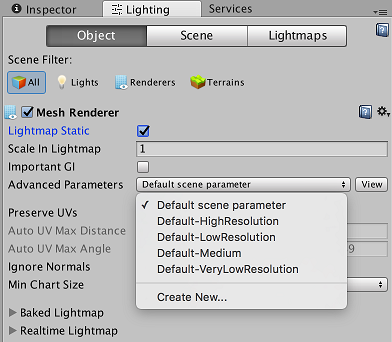 Inspector Lighting Services
Object Scene Lightmaps
Scene Filter:
All Lights Renderers Terrains
Mesh Renderer
Lightmap Static
Scale In Lightmap 1
Important GI
Advanced Parameters Default scene parameter View
✓ Default scene parameter
Preserve UVs
Default-HighResolution
Auto UV Max Distance
Default-LowResolution
Auto UV Max Angle 9
Default-Medium
Ignore Normals
Default-VeryLowResolution
Min Chart Size
Create New...
Baked Lightmap
Realtime Lightmap